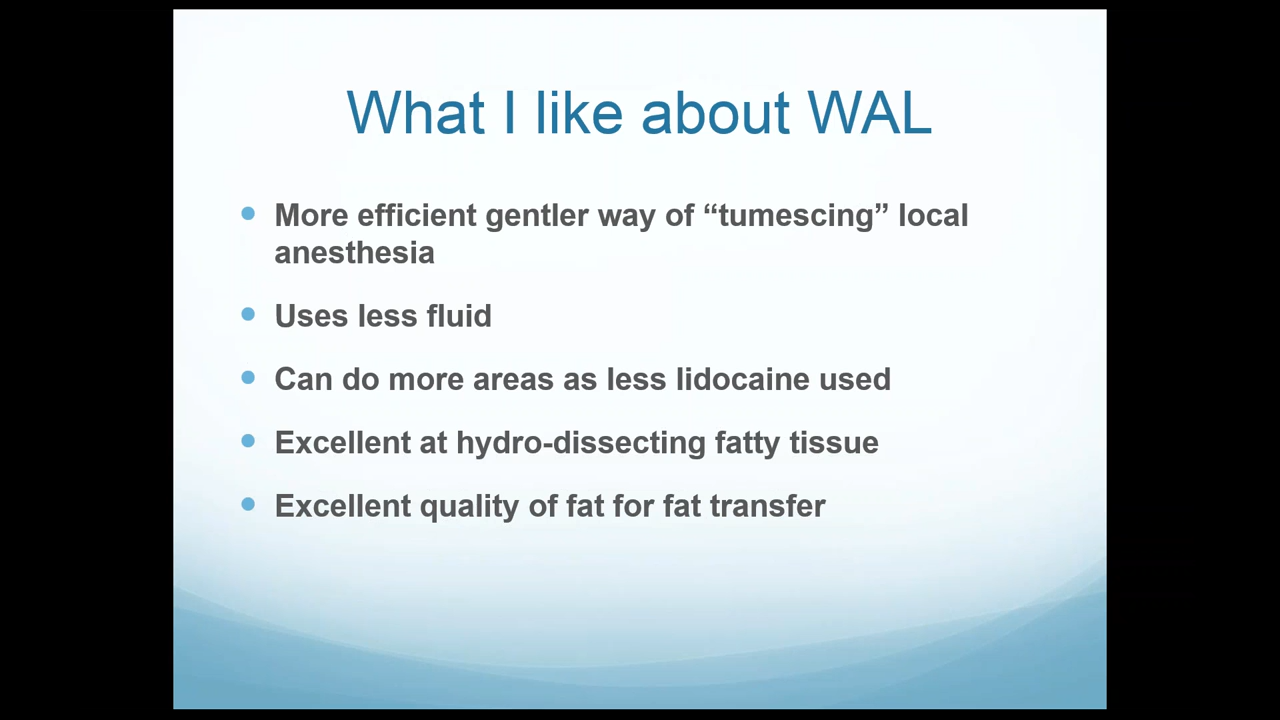 What I like about WAL
More efficient gentler way of “tumescing” local
anesthesia
Uses less fluid
Can do more areas as less lidocaine used
Excellent at hydro-dissecting fatty tissue
Excellent quality of fat for fat transfer